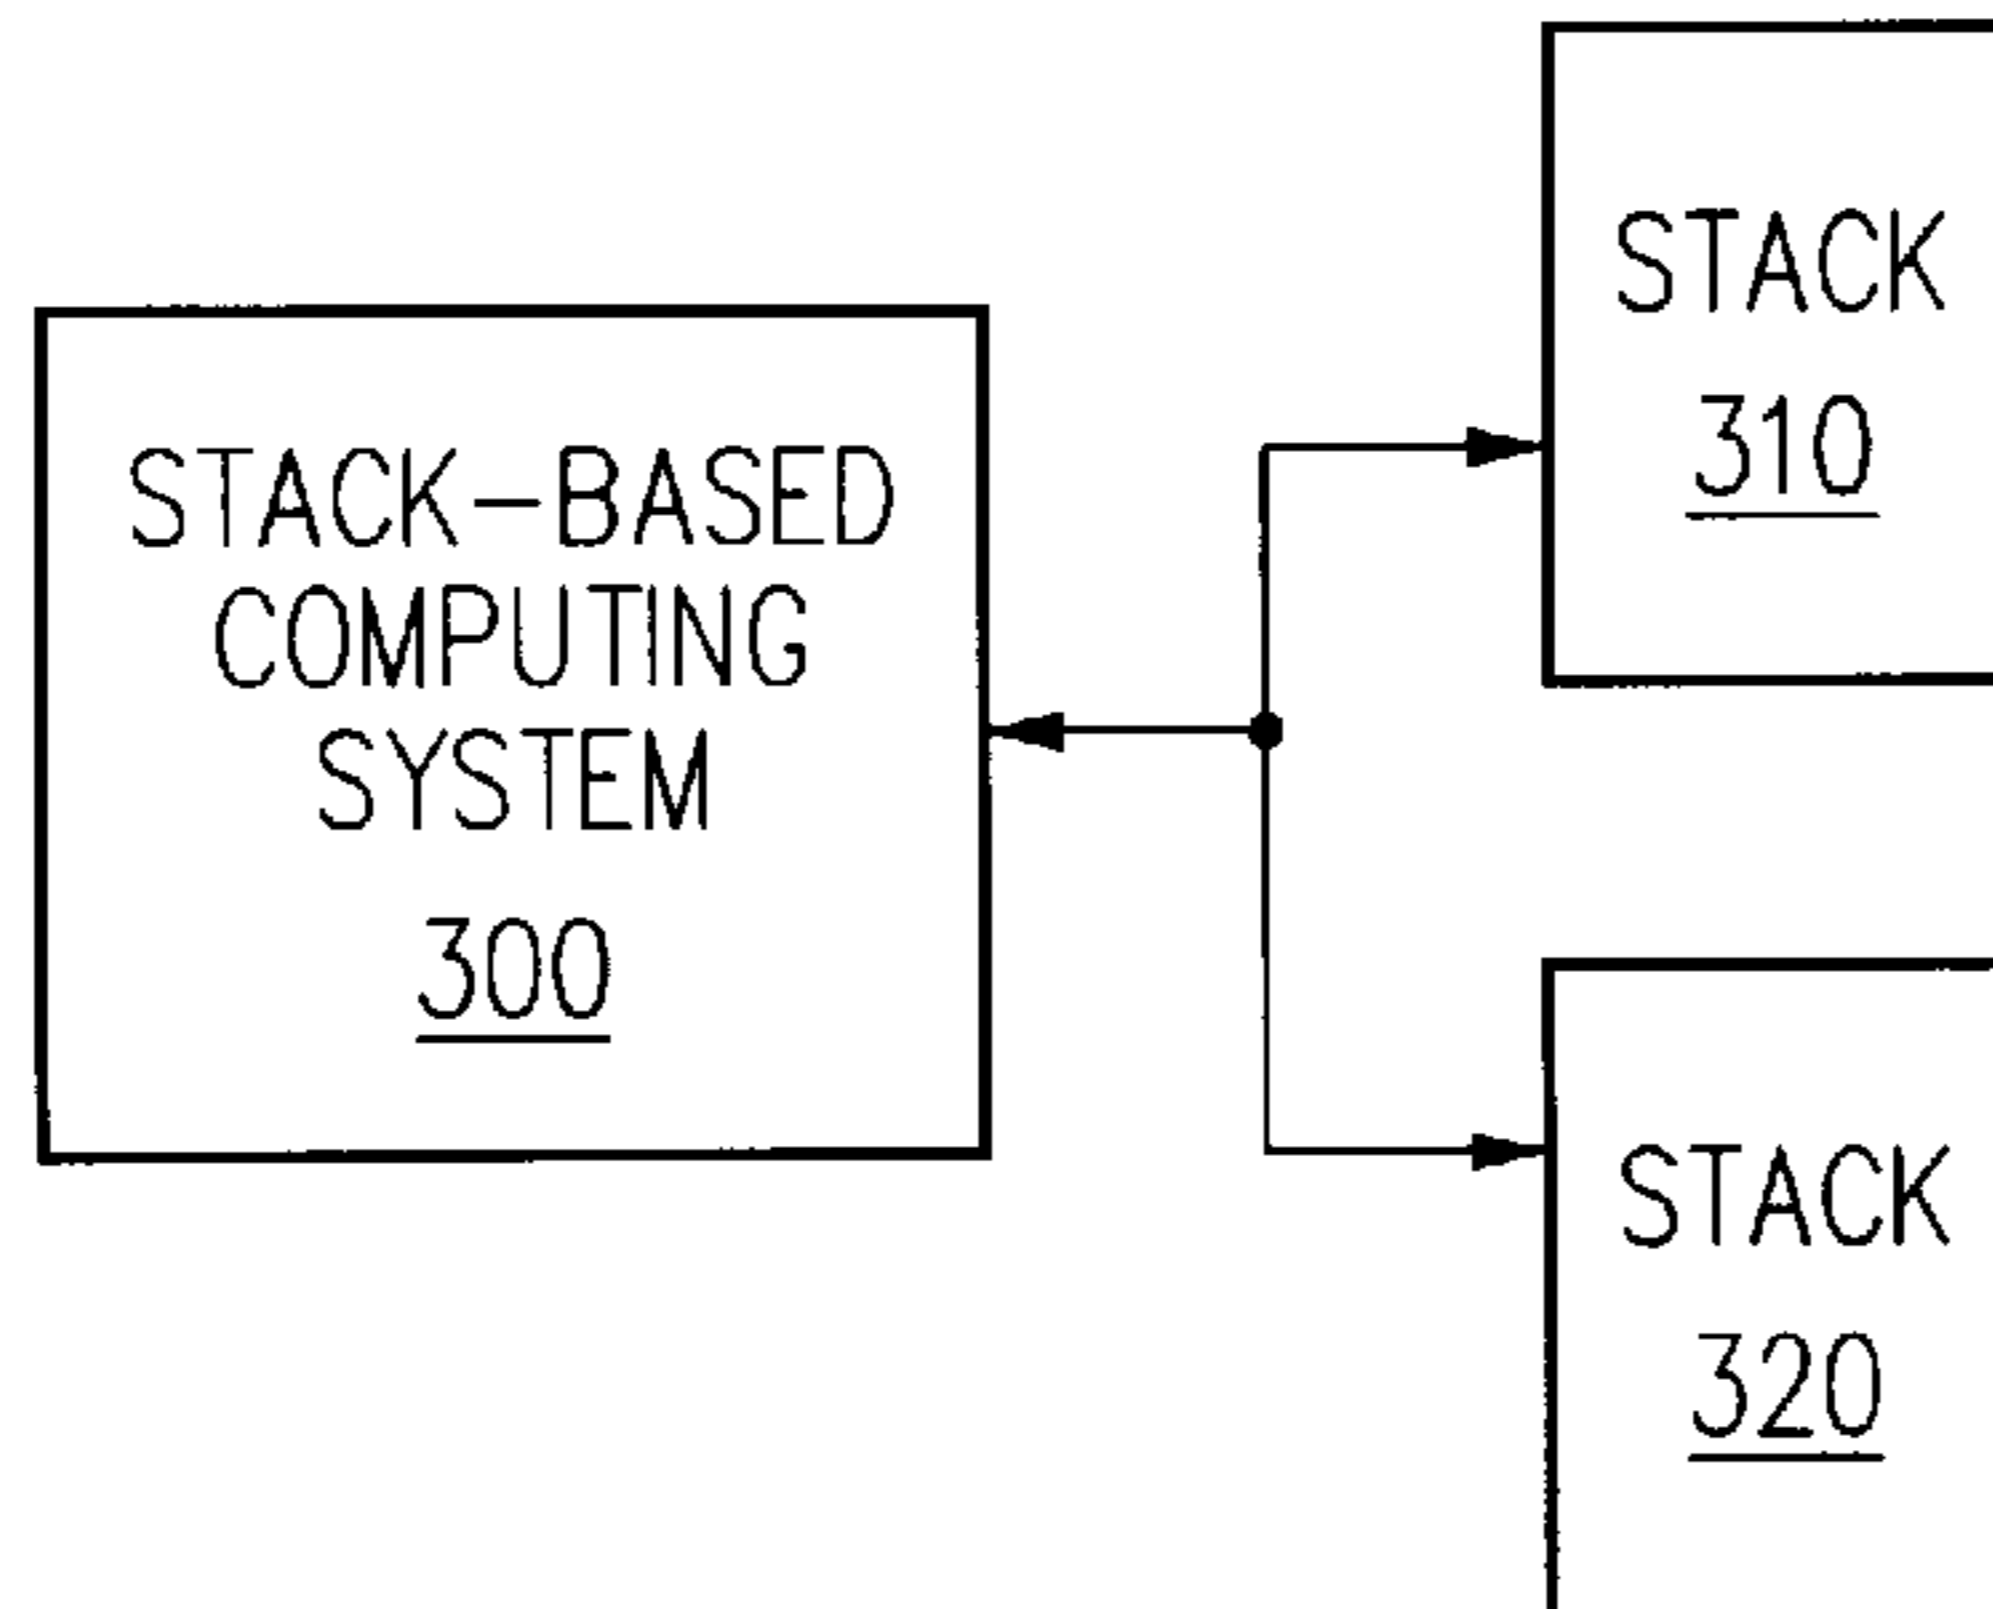 STACK
310
STACK-BASED
COMPUTING
SYSTEM
300
STACK
320